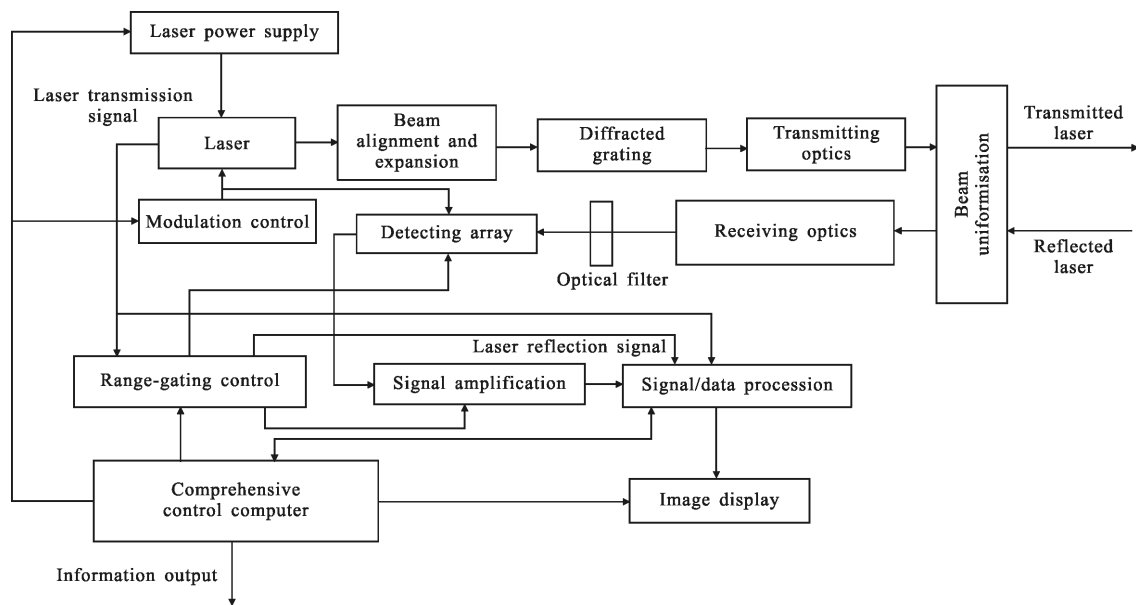 Laser power supply
Laser transmission
signal
Laser
Beam
alignment and
expansion
Diffracted
grating
Transmitting
optics
Beam
uniformisation
Transmitted
laser
Modulation control
Detecting array
Optical filter
Receiving optics
Reflected
laser
Laser reflection signal
Range-gating control
Signal amplification
Signal/data procession
Comprehensive
control computer
Image display
Information output